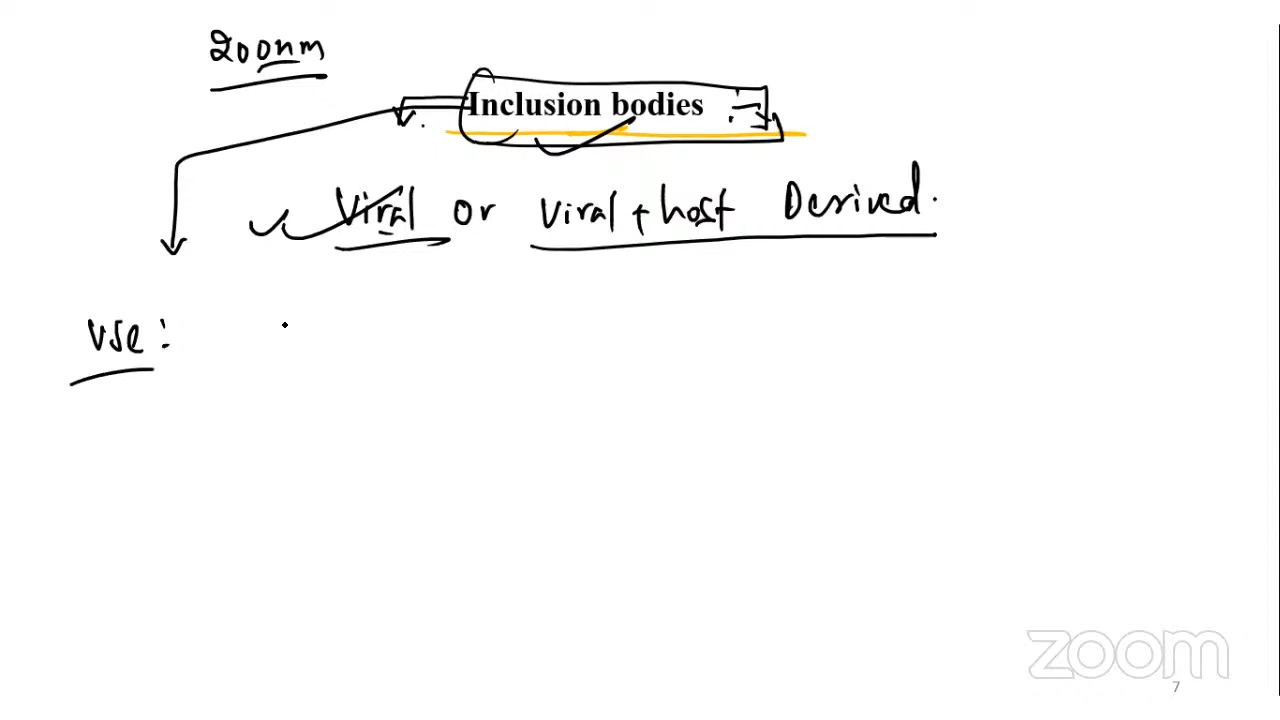 200nm
Inclusion bodies
Viral or Viral + host Derived.
Use :
zoom
7